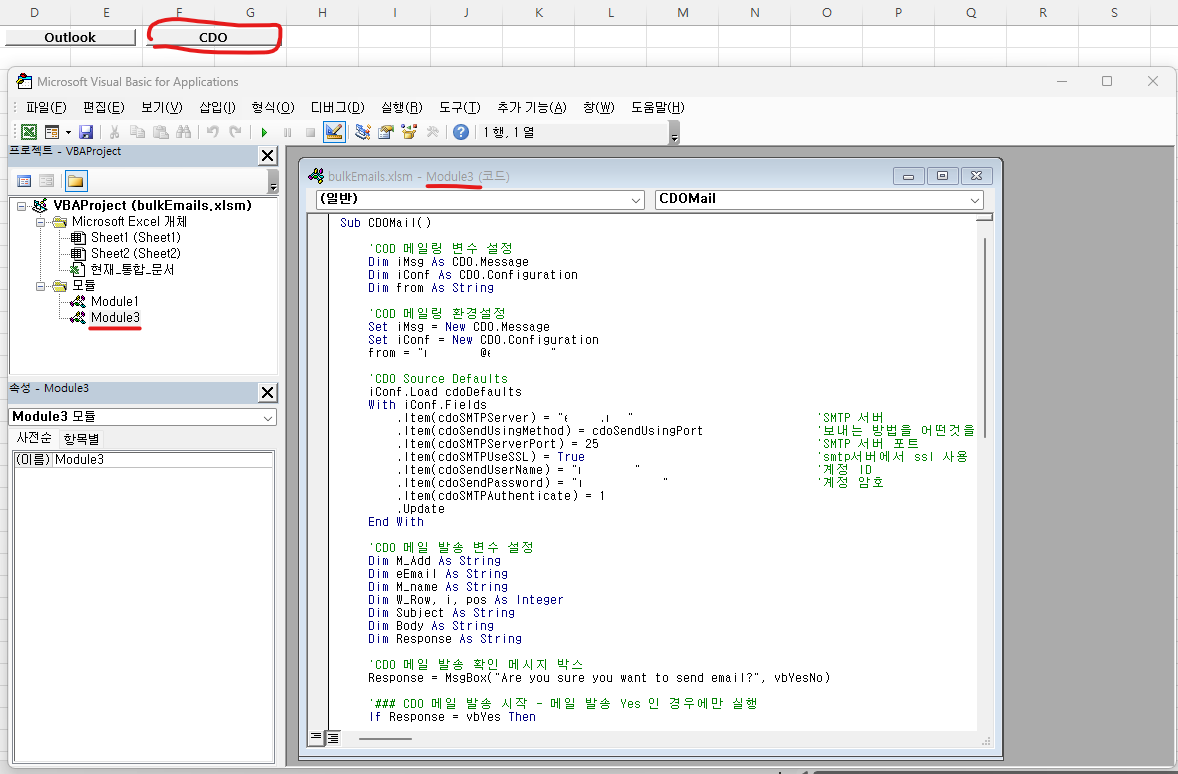 D E F G H I J K L M N O P Q R S
Outlook CDO
Microsoft Visual Basic for Applications
파일(F) 편집(E) 보기(V) 삽입(I) 형식(O) 디버그(D) 실행(R) 도구(T) 추가 기능(A) 창(W) 도움말(H)
1 행, 1 열
프로젝트 - VBAProject
VBAProject (bulkEmails.xlsm)
Microsoft Excel 개체
Sheet1 (Sheet1)
Sheet2 (Sheet2)
현재_통합_문서
모듈
Module1
Module3
속성 - Module3
Module3 모듈
사전순 항목별
(이름) Module3
bulkEmails.xlsm - Module3 (코드)
(일반) CDOMail
Sub CDOMail()
'COD 메일링 변수 설정
Dim iMsg As CDO.Message
Dim iConf As CDO.Configuration
Dim from As String
'COD 메일링 환경설정
Set iMsg = New CDO.Message
Set iConf = New CDO.Configuration
from = " @ "
'CDO Source Defaults
iConf.Load cdoDefaults
With iConf.Fields
.Item(cdoSMTPServer) = " . " 'SMTP 서버
.Item(cdoSendUsingMethod) = cdoSendUsingPort '보내는 방법을 어떤것을
.Item(cdoSMTPServerPort) = 25 'SMTP 서버 포트
.Item(cdoSMTPUseSSL) = True 'smtp서버에서 ssl 사용
.Item(cdoSendUserName) = " " '계정 ID
.Item(cdoSendPassword) = " " '계정 암호
.Item(cdoSMTPAuthenticate) = 1
.Update
End With
'CDO 메일 발송 변수 설정
Dim M_Add As String
Dim eEmail As String
Dim M_name As String
Dim W_Row, i, pos As Integer
Dim Subject As String
Dim Body As String
Dim Response As String
'CDO 메일 발송 확인 메시지 박스
Response = MsgBox("Are you sure you want to send email?", vbYesNo)
'### CDO 메일 발송 시작 - 메일 발송 Yes 인 경우에만 실행
If Response = vbYes Then